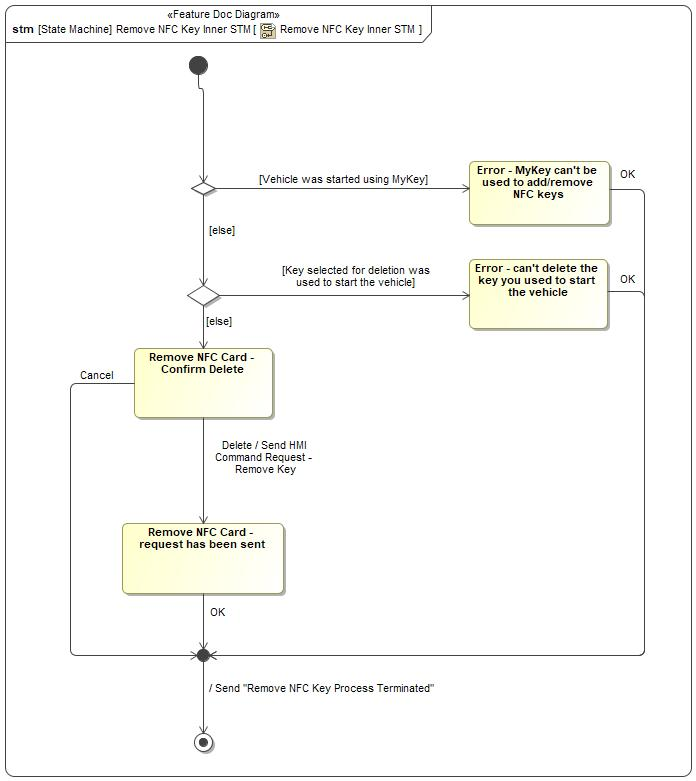 «Feature Doc Diagram»
stm [State Machine] Remove NFC Key Inner STM [ Remove NFC Key Inner STM ]
[Vehicle was started using MyKey]
Error - MyKey can't be
used to add/remove
NFC keys
OK
[else]
[Key selected for deletion was
used to start the vehicle]
Error - can't delete the
key you used to start
the vehicle
OK
[else]
Remove NFC Card -
Confirm Delete
Cancel
Delete / Send HMI
Command Request -
Remove Key
Remove NFC Card -
request has been sent
OK
/ Send "Remove NFC Key Process Terminated"